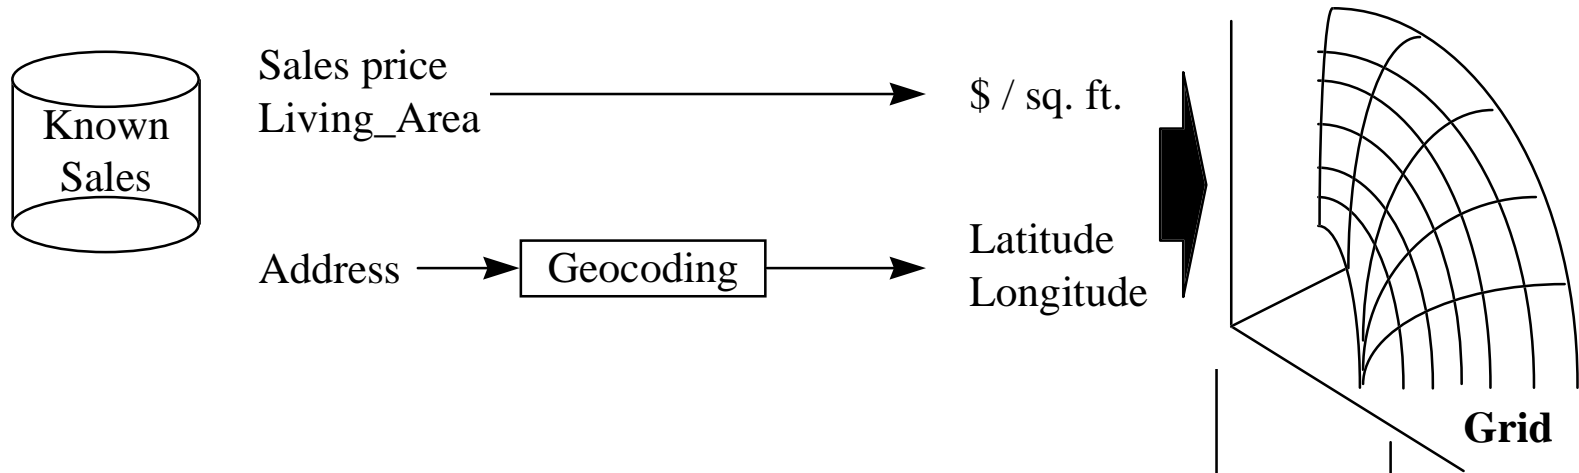 Known
Sales
Sales price
Living_Area
$ / sq. ft.
Address
Geocoding
Latitude
Longitude
Grid